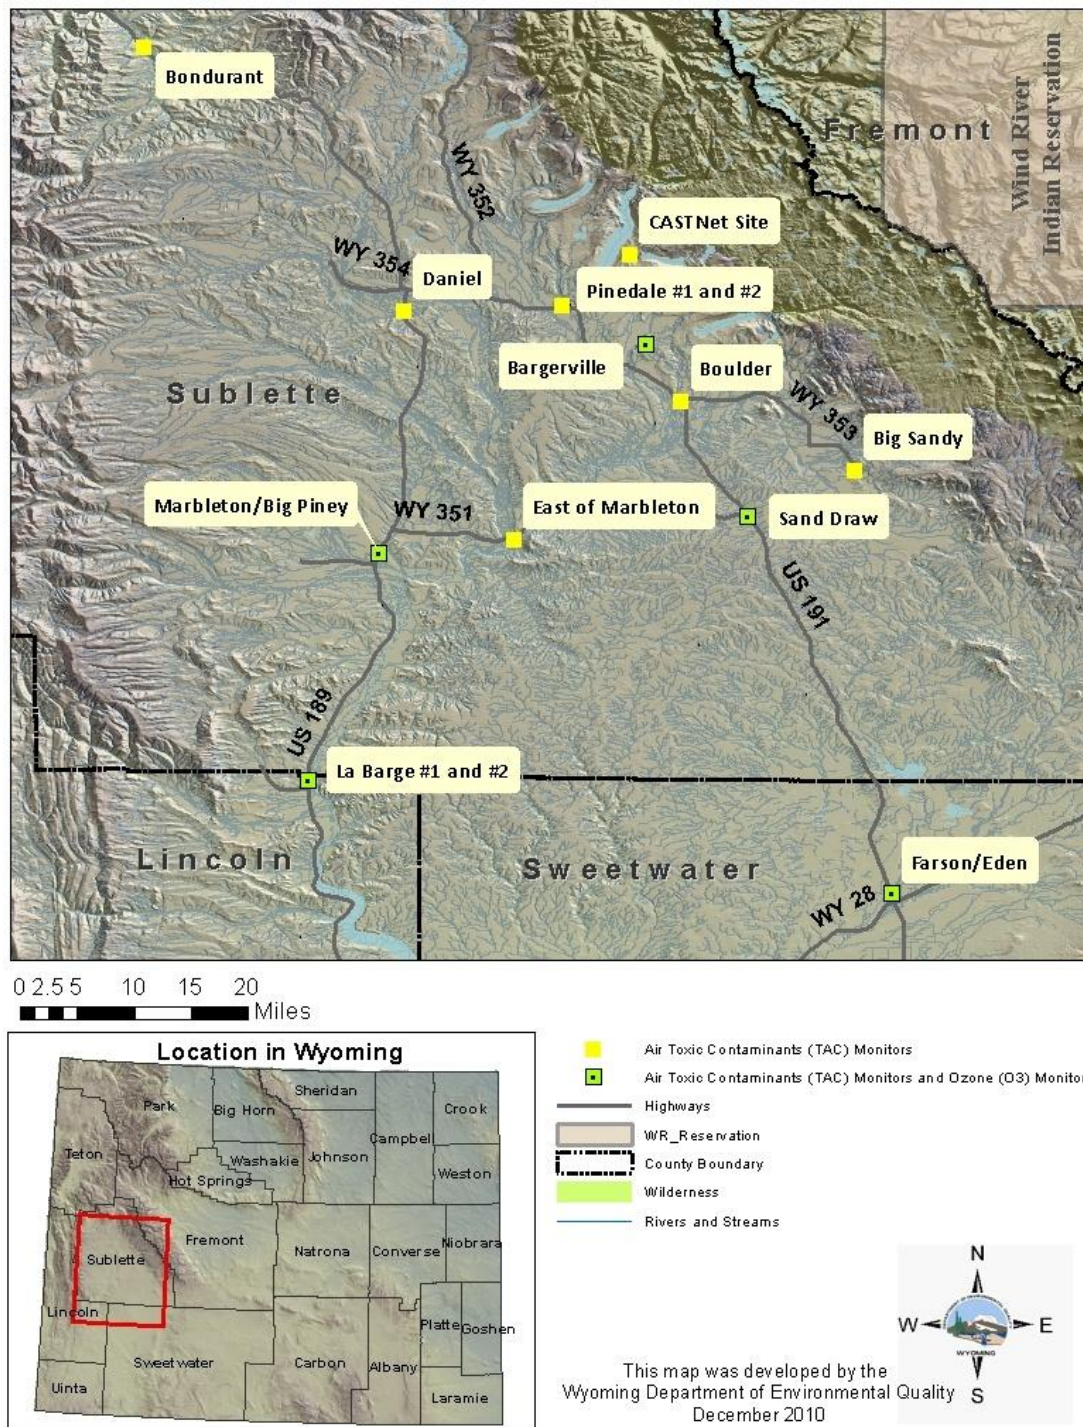 Bondurant
Fremont
Wind River
Indian Reservation
WY 352
CASTNet Site
WY 354
Daniel
Pinedale #1 and #2
Bargerville
Boulder
Sublette
WY 353
Big Sandy
Marbleton/Big Piney
WY 351
East of Marbleton
Sand Draw
US 191
US 189
La Barge #1 and #2
Lincoln
Sweetwater
Farson/Eden
WY 28
0 2.5 5 10 15 20
Miles
Location in Wyoming
Park
Big Horn
Sheridan
Crook
Campbel
Teton
Washakie
Johnson
Weston
Hot Springs
Sublette
Fremont
Natrona
Converse
Niobrara
Lincoln
Platte
Goshen
Sweetwater
Carbon
Albany
Uinta
Laramie
Air Toxic Contaminants (TAC) Monitors
Air Toxic Contaminants (TAC) Monitors and Ozone (O3) Monitor
Highways
WR_Reservation
County Boundary
Wilderness
Rivers and Streams
N
W E
WYOMING
S
This map was developed by the
Wyoming Department of Environmental Quality
December 2010